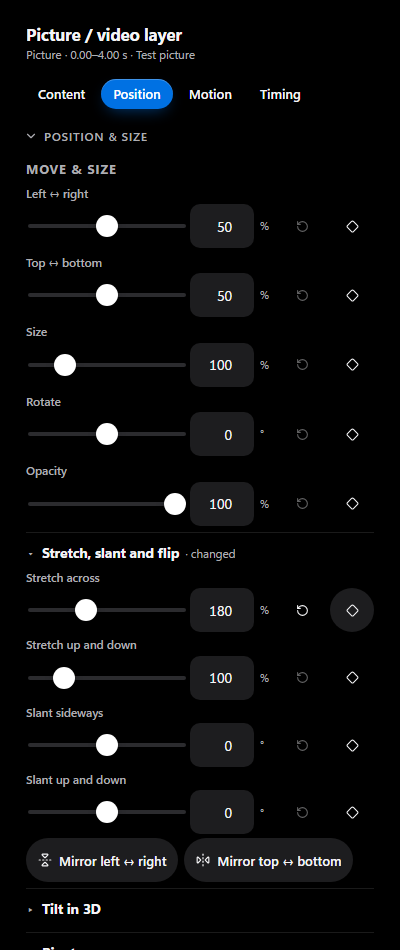 Picture / video layer
Picture · 0.00–4.00 s · Test picture
Content Position Motion Timing
POSITION & SIZE
MOVE & SIZE
Left ↔ right
50 %
Top ↔ bottom
50 %
Size
100 %
Rotate
0 °
Opacity
100 %
Stretch, slant and flip · changed
Stretch across
180 %
Stretch up and down
100 %
Slant sideways
0 °
Slant up and down
0 °
Mirror left ↔ right Mirror top ↔ bottom
Tilt in 3D